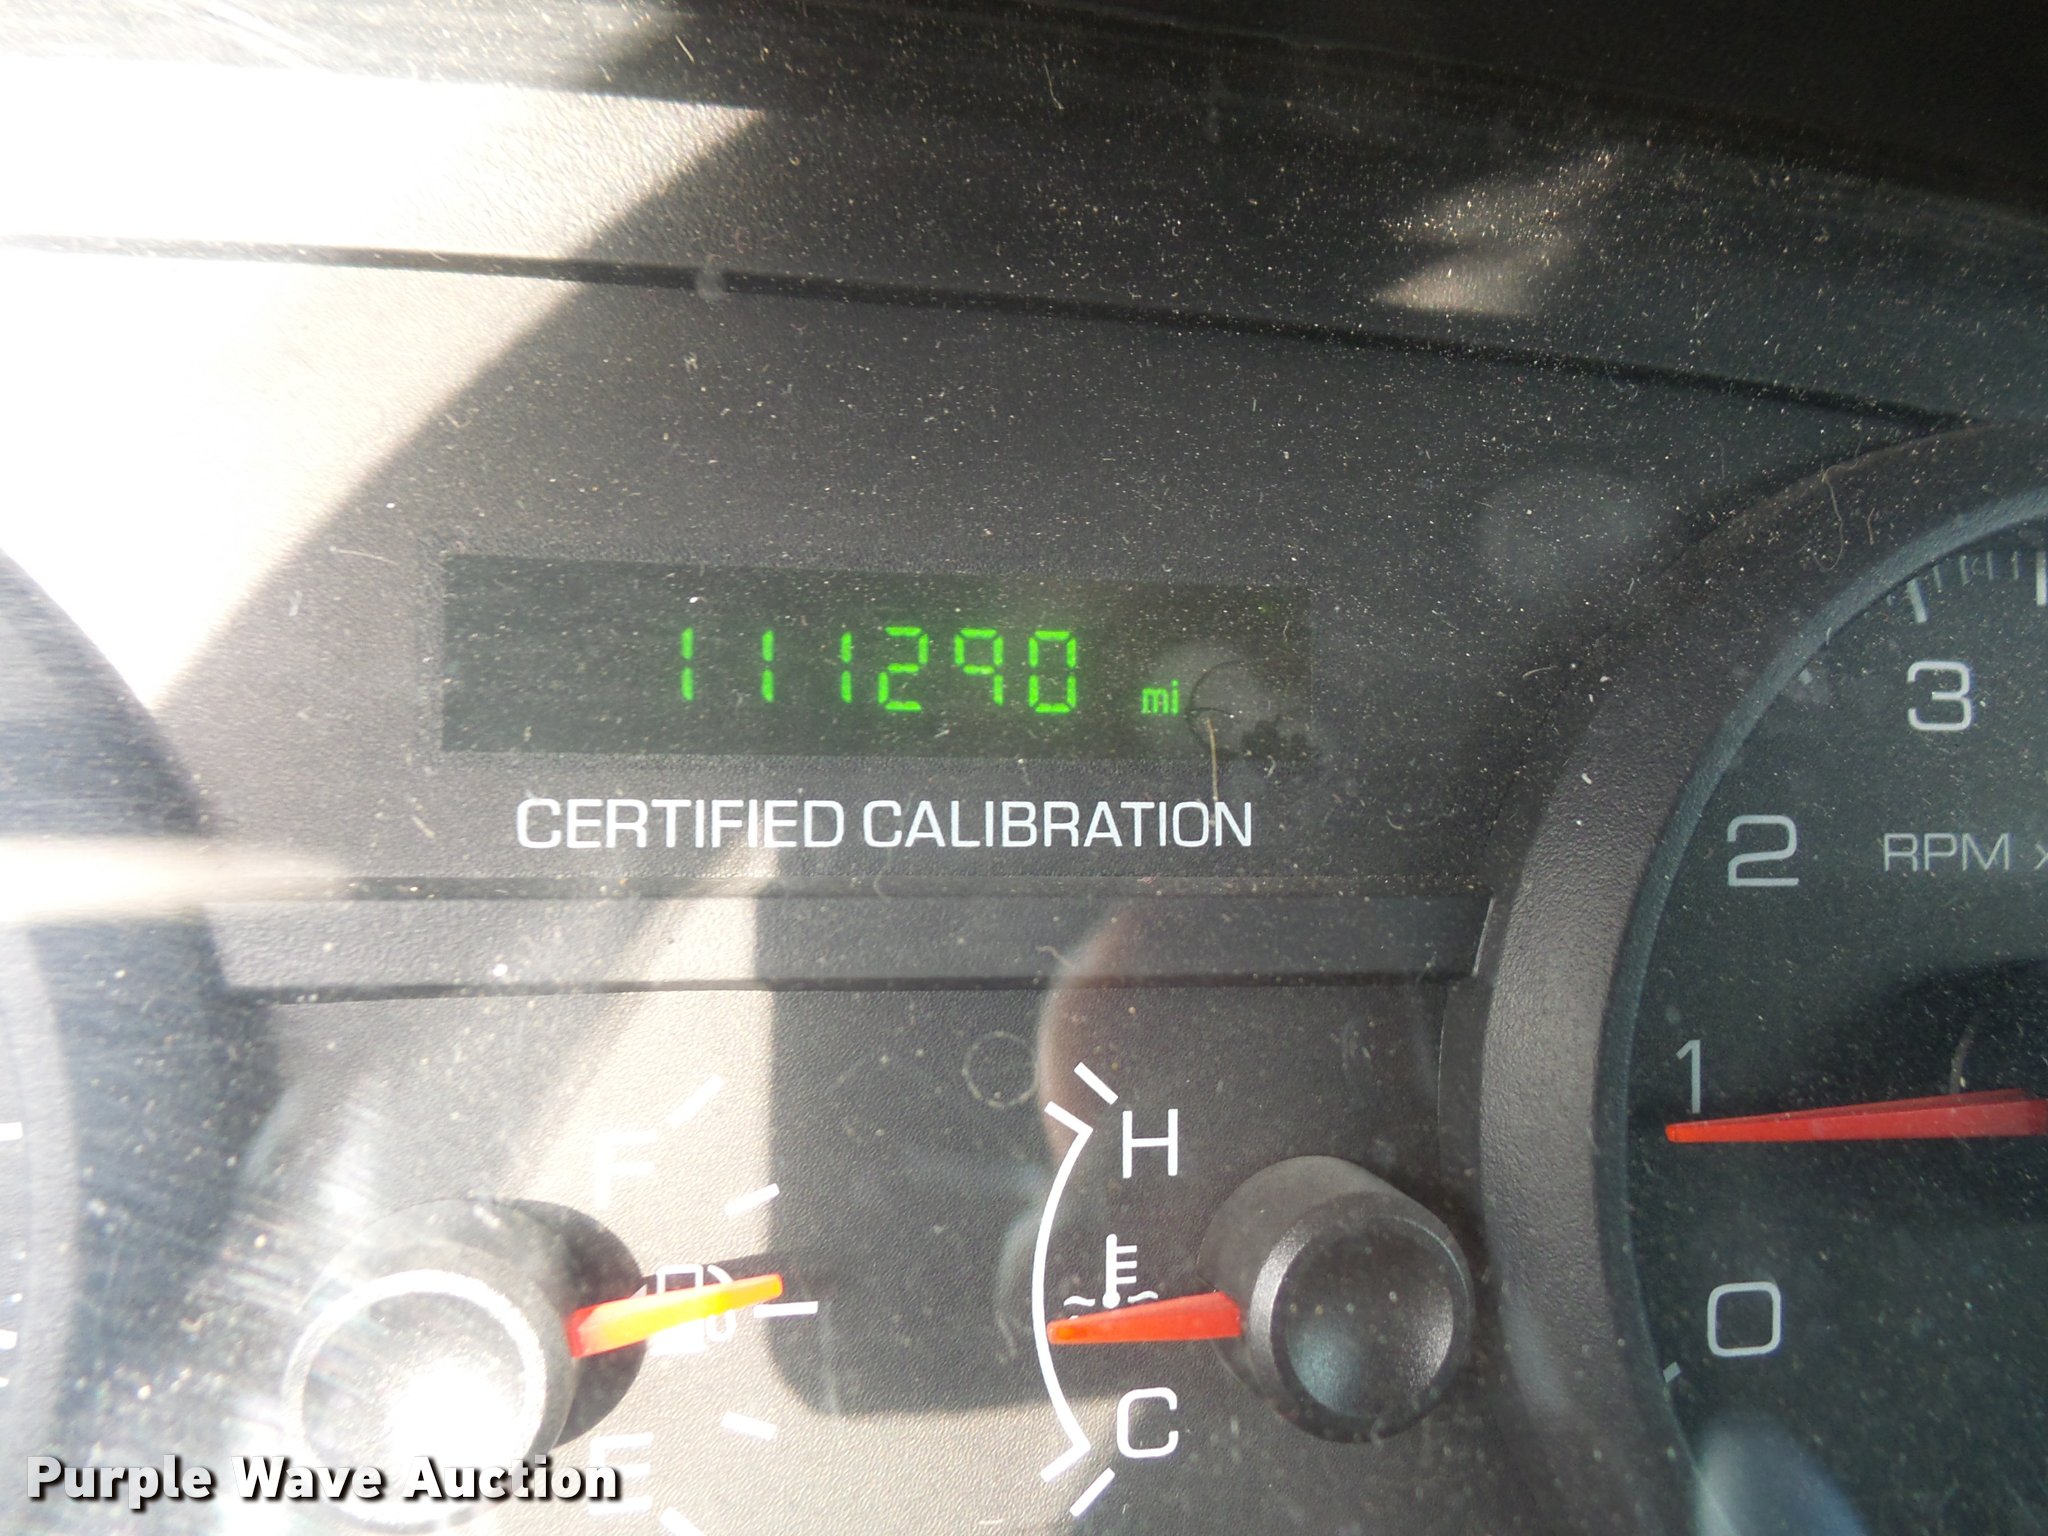 111290 mi
CERTIFIED CALIBRATION
3
2
RPM x
1
F
H
0
C
E
Purple Wave Auction